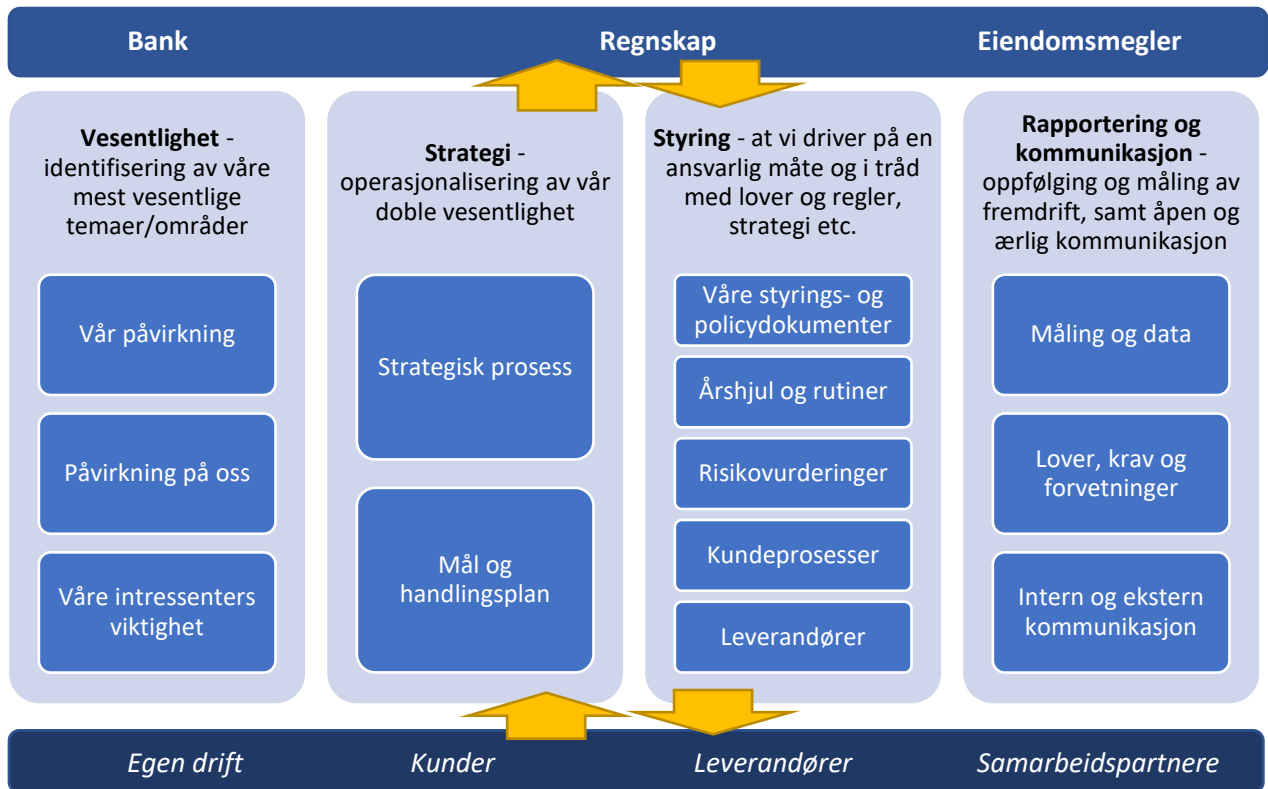 Bank
Regnskap
Eiendomsmegler
Vesentlighet -
identifisering av våre
mest vesentlige
temaer/områder
Vår påvirkning
Påvirkning på oss
Våre intressenters
viktighet
Strategi -
operasjonalisering av vår
doble vesentlighet
Strategisk prosess
Mål og
handlingsplan
Styring - at vi driver på en
ansvarlig måte og i tråd
med lover og regler,
strategi etc.
Våre styrings- og
policydokumenter
Årshjul og rutiner
Risikovurderinger
Kundeprosesser
Leverandører
Rapportering og
kommunikasjon -
oppfølging og måling av
fremdrift, samt åpen og
ærlig kommunikasjon
Måling og data
Lover, krav og
forvetninger
Intern og ekstern
kommunikasjon
Egen drift
Kunder
Leverandører
Samarbeidspartnere